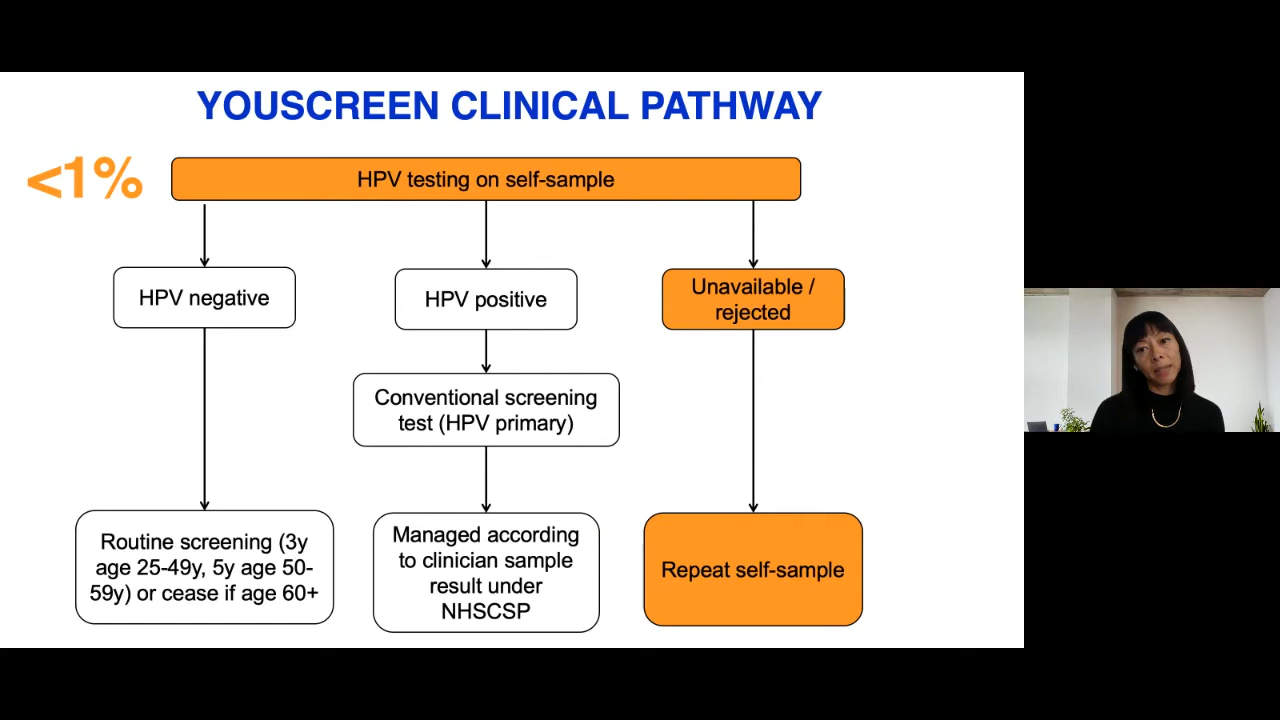 YOUSCREEN CLINICAL PATHWAY
<1%
HPV testing on self-sample
HPV negative
HPV positive
Unavailable /
rejected
Conventional screening
test (HPV primary)
Routine screening (3y
age 25-49y, 5y age 50-
59y) or cease if age 60+
Managed according
to clinician sample
result under
NHSCSP
Repeat self-sample